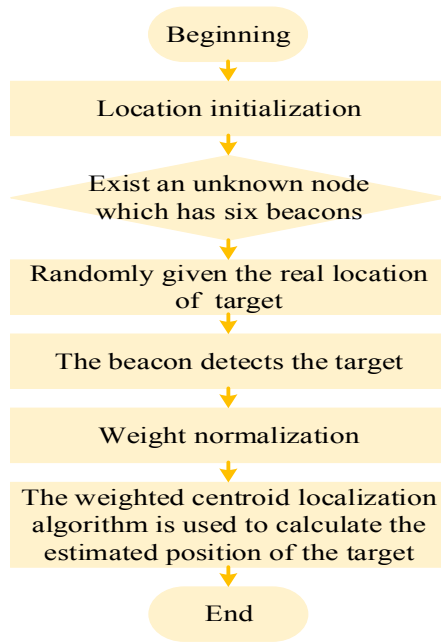 Beginning
Location initialization
Exist an unknown node
which has six beacons
Randomly given the real location
of target
The beacon detects the target
Weight normalization
The weighted centroid localization
algorithm is used to calculate the
estimated position of the target
End